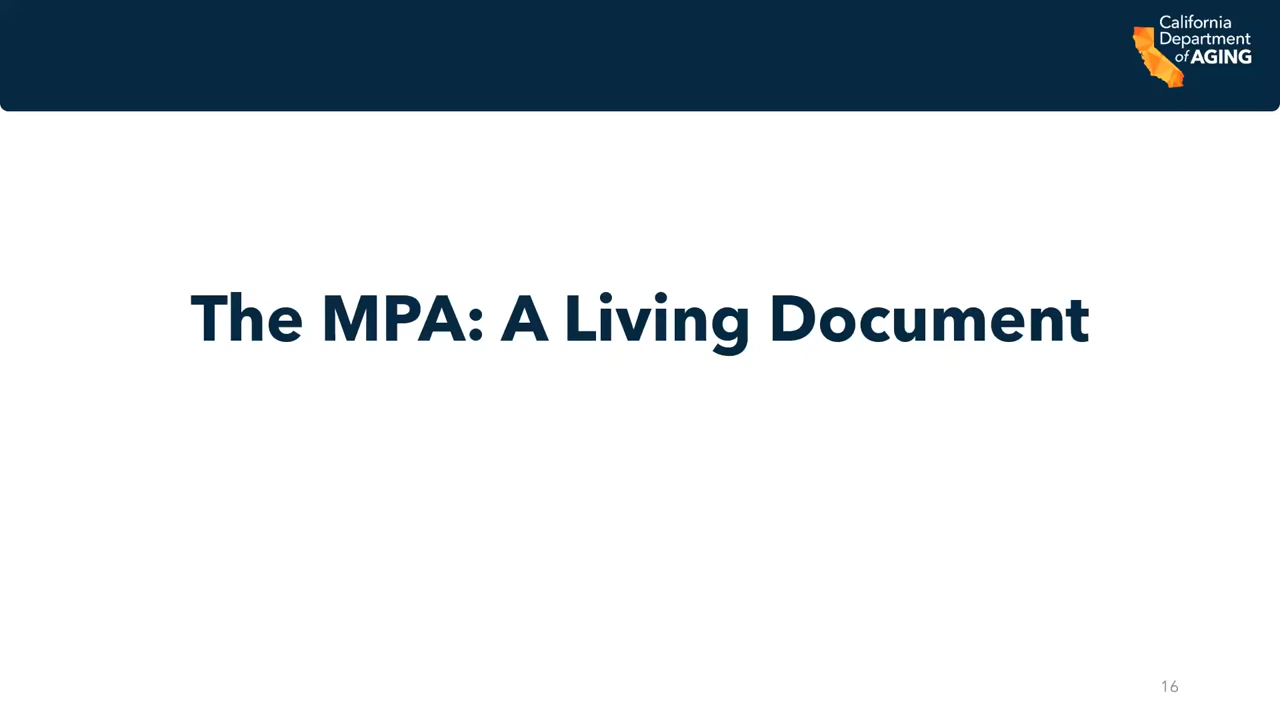 California
Department
of AGING
The MPA: A Living Document
16